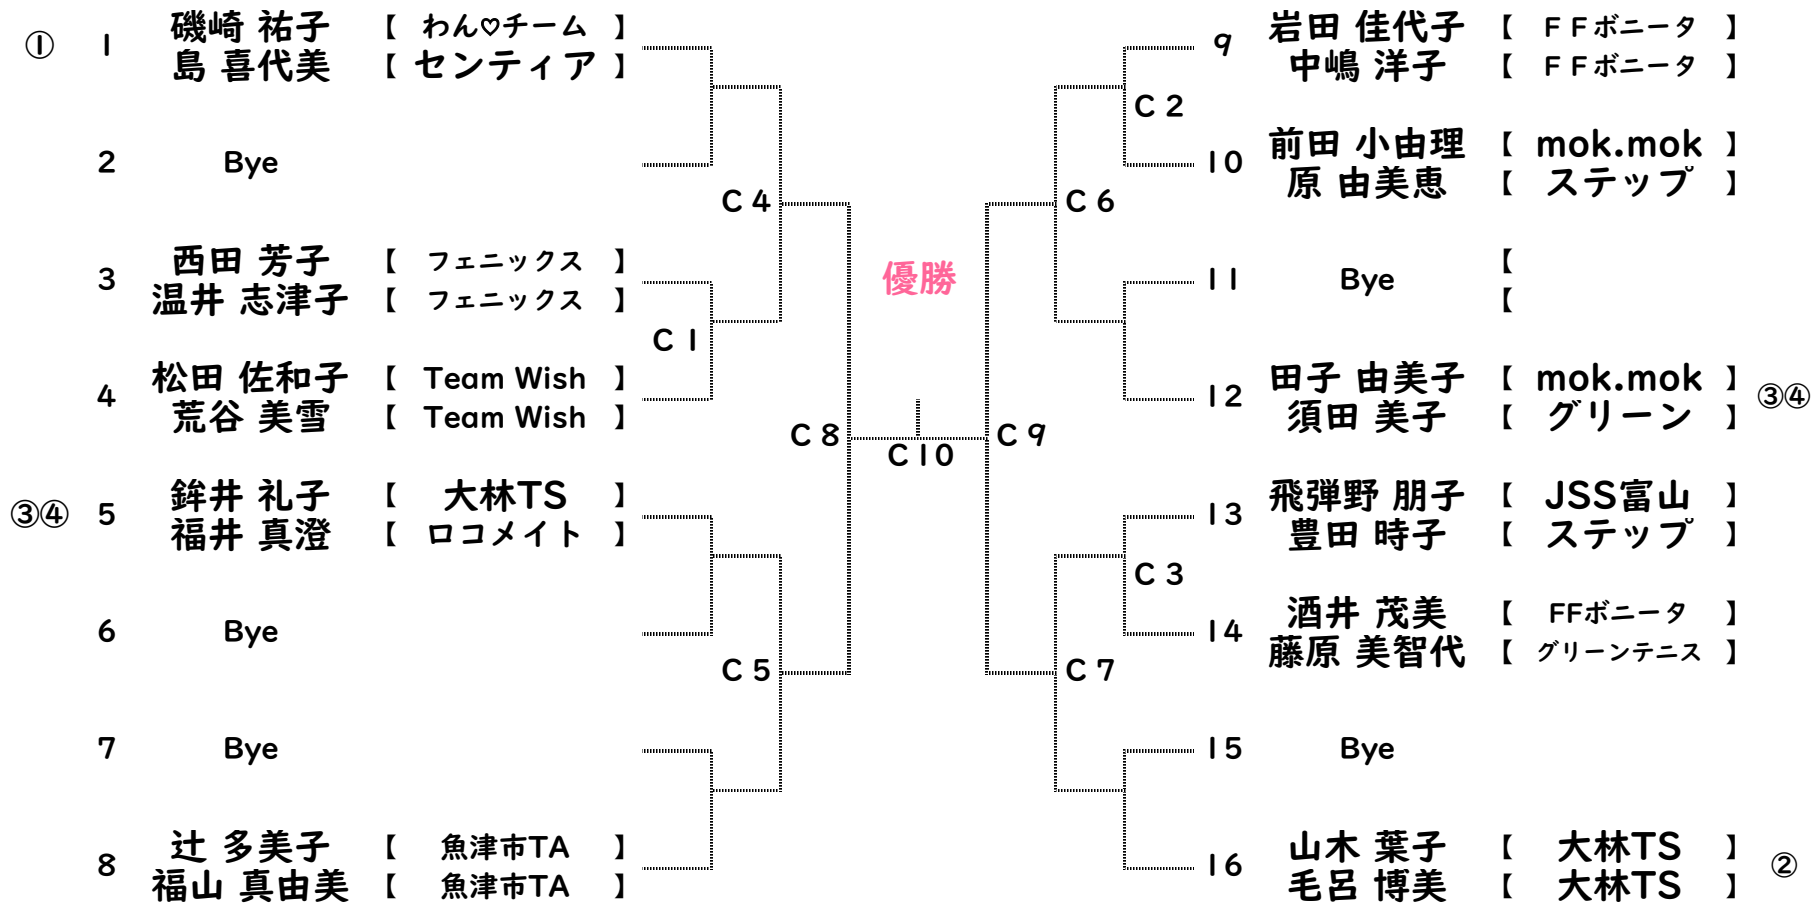 ① 1 磯崎 祐子 【 わん♡チーム 】
島 喜代美 【 センティア 】
2 Bye
C4
3 西田 芳子 【 フェニックス 】
温井 志津子 【 フェニックス 】
C1
4 松田 佐和子 【 Team Wish 】
荒谷 美雪 【 Team Wish 】
C8
③④ 5 鉾井 礼子 【 大林TS 】
福井 真澄 【 ロコメイト 】
6 Bye
C5
7 Bye
8 辻 多美子 【 魚津市TA 】
福山 真由美 【 魚津市TA 】
優勝
C10
9 岩田 佳代子 【 FFボニータ 】
中嶋 洋子 【 FFボニータ 】
C2
10 前田 小由理 【 mok.mok 】
原 由美恵 【 ステップ 】
C6
11 Bye 【
【
12 田子 由美子 【 mok.mok 】 ③④
須田 美子 【 グリーン 】
C9
13 飛弾野 朋子 【 JSS富山 】
豊田 時子 【 ステップ 】
C3
14 酒井 茂美 【 FFボニータ 】
藤原 美智代 【 グリーンテニス 】
C7
15 Bye
16 山木 葉子 【 大林TS 】 ②
毛呂 博美 【 大林TS 】